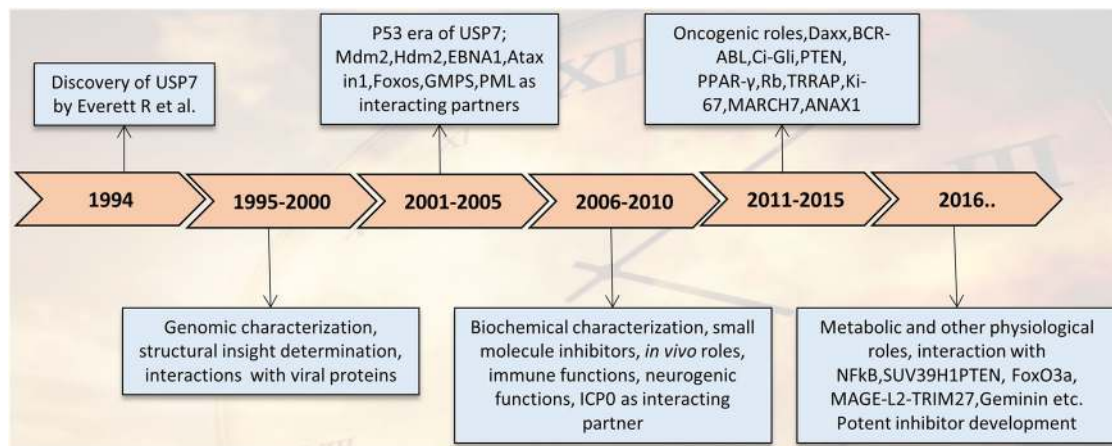 Discovery of USP7
by Everett R et al.
P53 era of USP7;
Mdm2,Hdm2,EBNA1,Atax
in1,Foxos,GMPS,PML as
interacting partners
Oncogenic roles,Daxx,BCR-
ABL,Ci-Gli,PTEN,
PPAR-γ,Rb,TRRAP,Ki-
67,MARCH7,ANAX1
1994
1995-2000
2001-2005
2006-2010
2011-2015
2016..
Genomic characterization,
structural insight determination,
interactions with viral proteins
Biochemical characterization, small
molecule inhibitors, in vivo roles,
immune functions, neurogenic
functions, ICP0 as interacting
partner
Metabolic and other physiological
roles, interaction with
NFkB,SUV39H1PTEN, FoxO3a,
MAGE-L2-TRIM27,Geminin etc.
Potent inhibitor development
XII
III